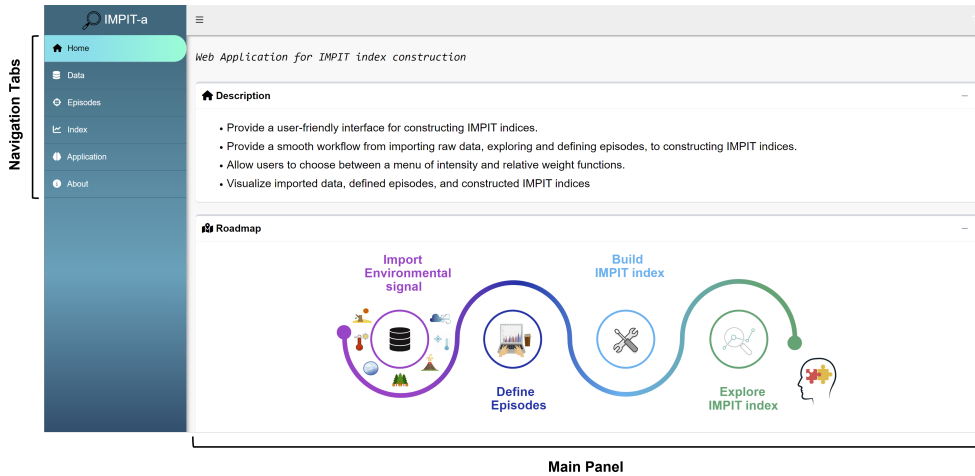 IMPIT-a
Navigation Tabs
Home
Data
Episodes
Index
Application
About
Web Application for IMPIT index construction
Description
• Provide a user-friendly interface for constructing IMPIT indices.
• Provide a smooth workflow from importing raw data, exploring and defining episodes, to constructing IMPIT indices.
• Allow users to choose between a menu of intensity and relative weight functions.
• Visualize imported data, defined episodes, and constructed IMPIT indices
Roadmap
Import
Environmental
signal
Define
Episodes
Build
IMPIT index
Explore
IMPIT index
Main Panel